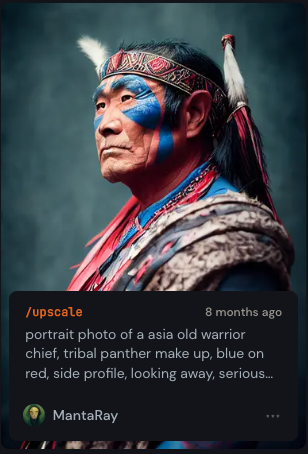 /upscale 8 months ago
portrait photo of a asia old warrior
chief, tribal panther make up, blue on
red, side profile, looking away, serious...
MantaRay